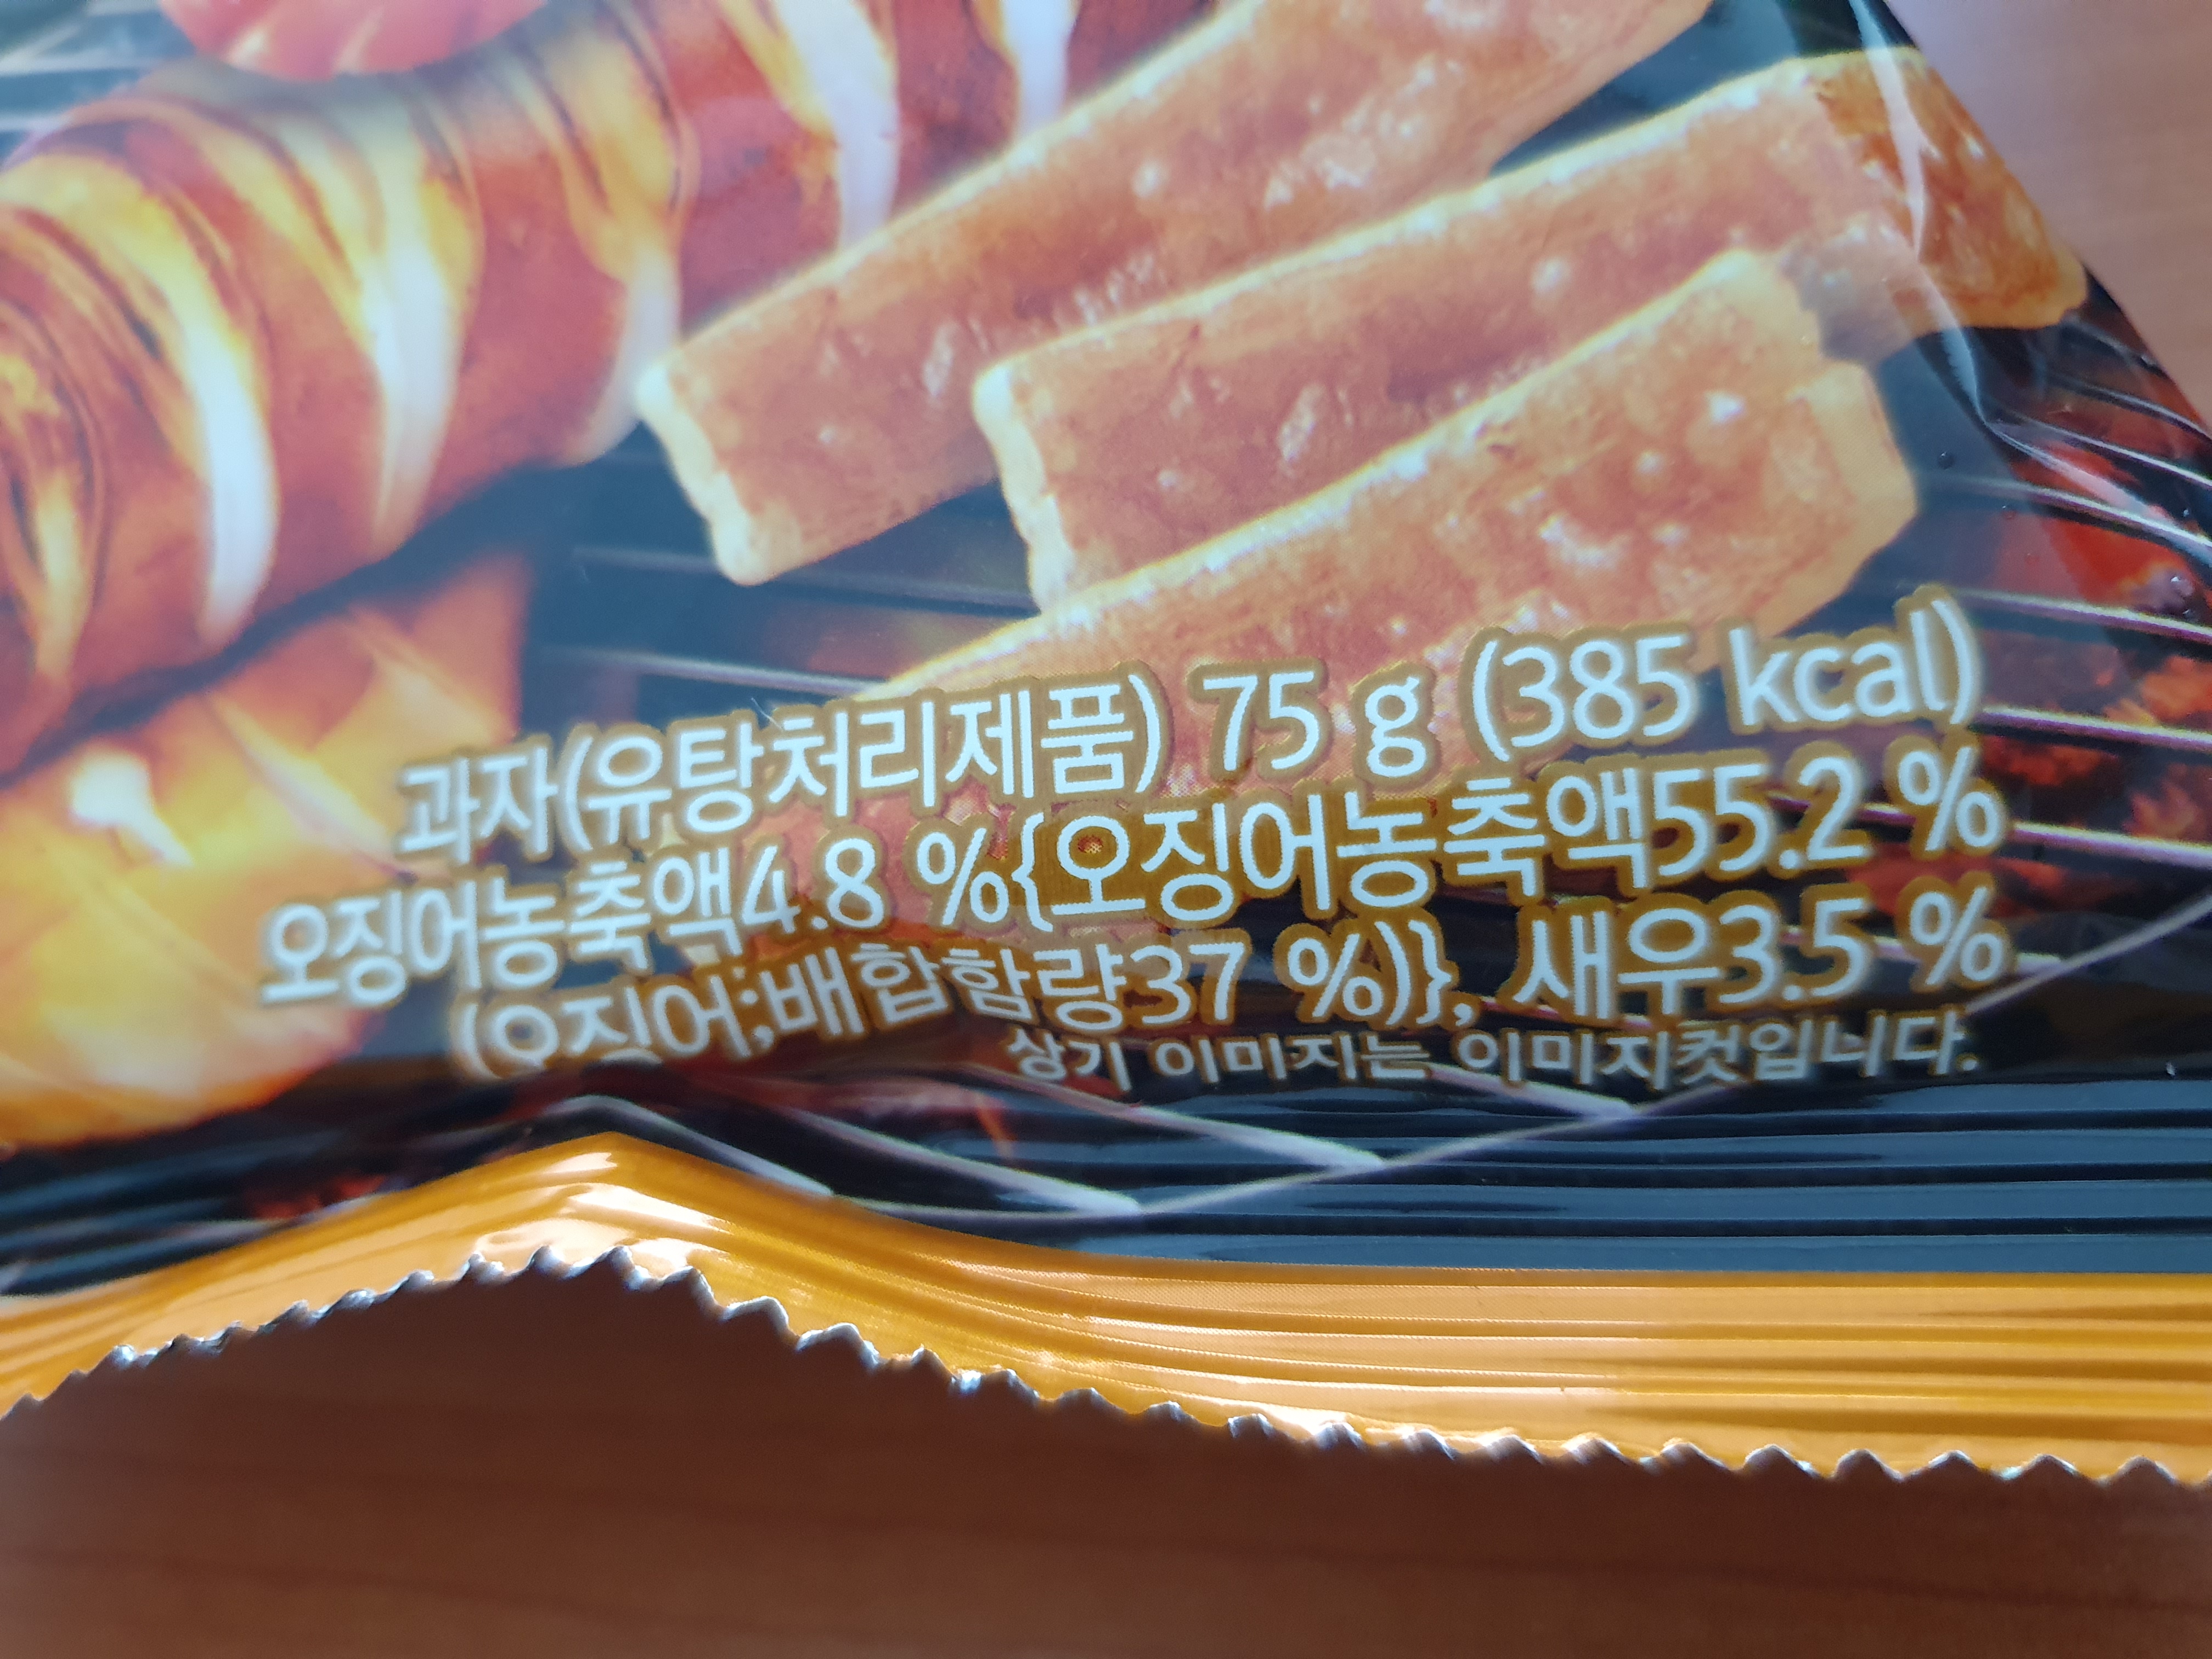 과자(유탕처리제품) 75 g (385 kcal)
오징어농축액4.8 %{오징어농축액55.2 %
(오징어;배합함량37 %)}, 새우3.5 %
상기 이미지는 이미지컷입니다.